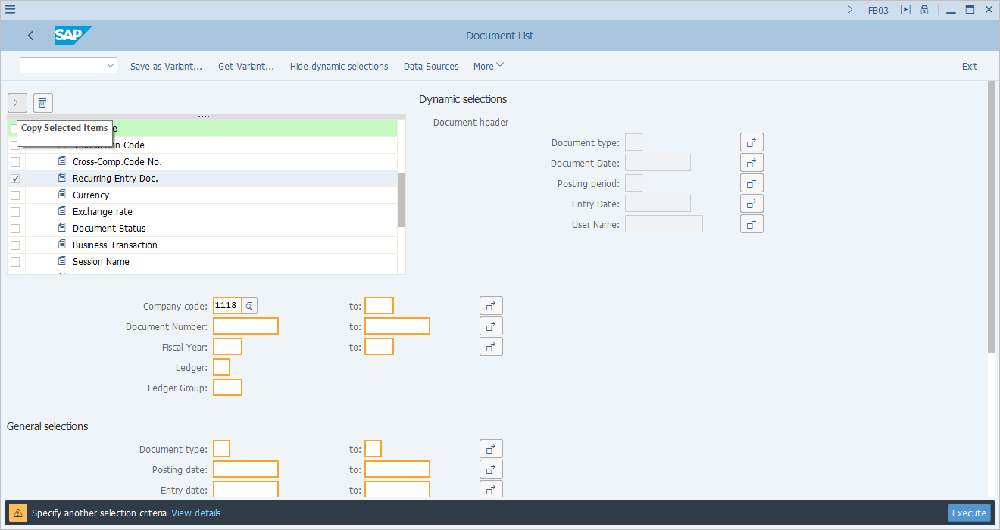 FB03
SAP
Document List
Save as Variant...
Get Variant...
Hide dynamic selections
Data Sources
More
Exit
Copy Selected Items
Transaction Code
Cross-Comp.Code No.
Recurring Entry Doc.
Currency
Exchange rate
Document Status
Business Transaction
Session Name
Dynamic selections
Document header
Document type:
Document Date:
Posting period:
Entry Date:
User Name:
Company code: 1118 to:
Document Number: to:
Fiscal Year: to:
Ledger:
Ledger Group:
General selections
Document type: to:
Posting date: to:
Entry date: to:
Specify another selection criteria View details
Execute